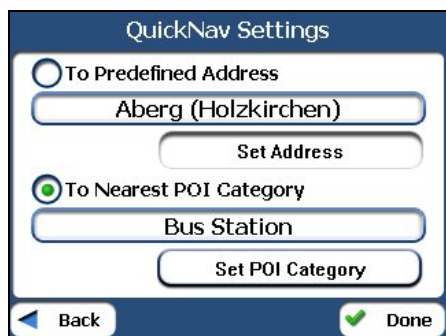 QuickNav Settings
To Predefined Address
Aberg (Holzkirchen)
Set Address
To Nearest POI Category
Bus Station
Set POI Category
Back
Done